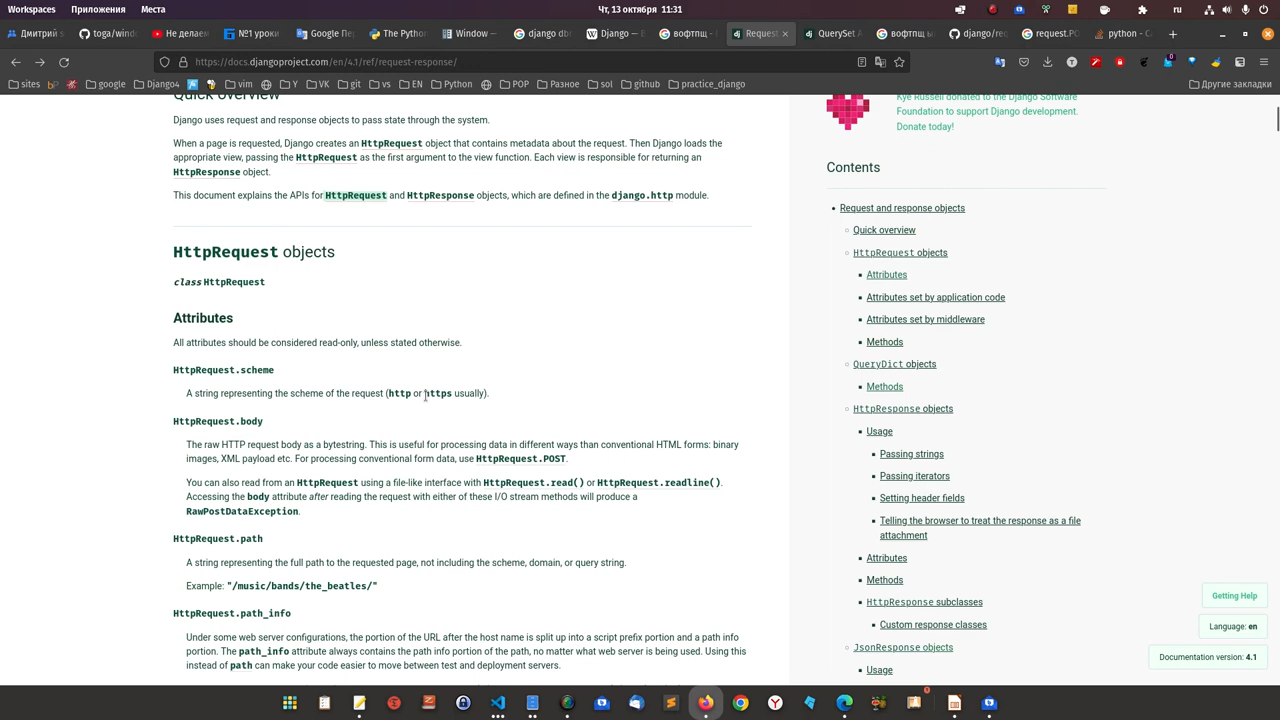 Workspaces Приложения Места Чт, 13 октября 11:31 ru
Дмитрий toga/wind Не делаем №1 уроки Google Пе The Python Window — django db Django — В вофтпщ - Request × QuerySet A вофтпщ ы django/rec request.PO python - C
https://docs.djangoproject.com/en/4.1/ref/request-response/
sites bp google Django4 vim Y VK git vs EN Python POP Разное sol github practice_django Другие закладки
Quick overview
Django uses request and response objects to pass state through the system.
When a page is requested, Django creates an HttpRequest object that contains metadata about the request. Then Django loads the
appropriate view, passing the HttpRequest as the first argument to the view function. Each view is responsible for returning an
HttpResponse object.
This document explains the APIs for HttpRequest and HttpResponse objects, which are defined in the django.http module.
HttpRequest objects
class HttpRequest
Attributes
All attributes should be considered read-only, unless stated otherwise.
HttpRequest.scheme
A string representing the scheme of the request (http or https usually).
HttpRequest.body
The raw HTTP request body as a bytestring. This is useful for processing data in different ways than conventional HTML forms: binary
images, XML payload etc. For processing conventional form data, use HttpRequest.POST.
You can also read from an HttpRequest using a file-like interface with HttpRequest.read() or HttpRequest.readline().
Accessing the body attribute after reading the request with either of these I/O stream methods will produce a
RawPostDataException.
HttpRequest.path
A string representing the full path to the requested page, not including the scheme, domain, or query string.
Example: "/music/bands/the_beatles/"
HttpRequest.path_info
Under some web server configurations, the portion of the URL after the host name is split up into a script prefix portion and a path info
portion. The path_info attribute always contains the path info portion of the path, no matter what web server is being used. Using this
instead of path can make your code easier to move between test and deployment servers.
Kye Russell donated to the Django Software
Foundation to support Django development.
Donate today!
Contents
Request and response objects
Quick overview
HttpRequest objects
Attributes
Attributes set by application code
Attributes set by middleware
Methods
QueryDict objects
Methods
HttpResponse objects
Usage
Passing strings
Passing iterators
Setting header fields
Telling the browser to treat the response as a file
attachment
Attributes
Methods
HttpResponse subclasses
Custom response classes
JsonResponse objects
Usage
Getting Help
Language: en
Documentation version: 4.1